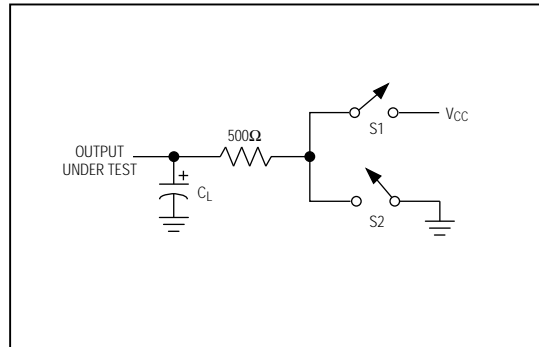 500Ω
S1
VCC
OUTPUT
UNDER TEST
+
CL
S2